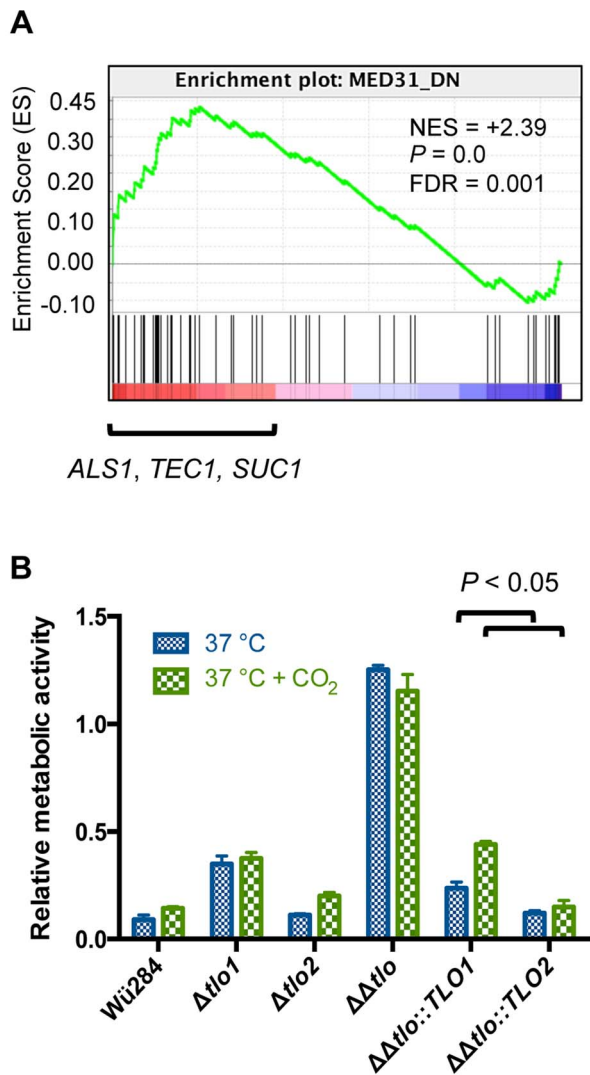 A
Enrichment plot: MED31_DN
Enrichment Score (ES)
0.45
0.30
0.20
0.10
0.00
-0.10
NES = +2.39
P = 0.0
FDR = 0.001
ALS1, TEC1, SUC1
B
P < 0.05
Relative metabolic activity
1.5
1.0
0.5
0.0
37 °C
37 °C + CO₂
Wü284
Δtlo1
Δtlo2
ΔΔtlo
ΔΔtlo::TLO1
ΔΔtlo::TLO2